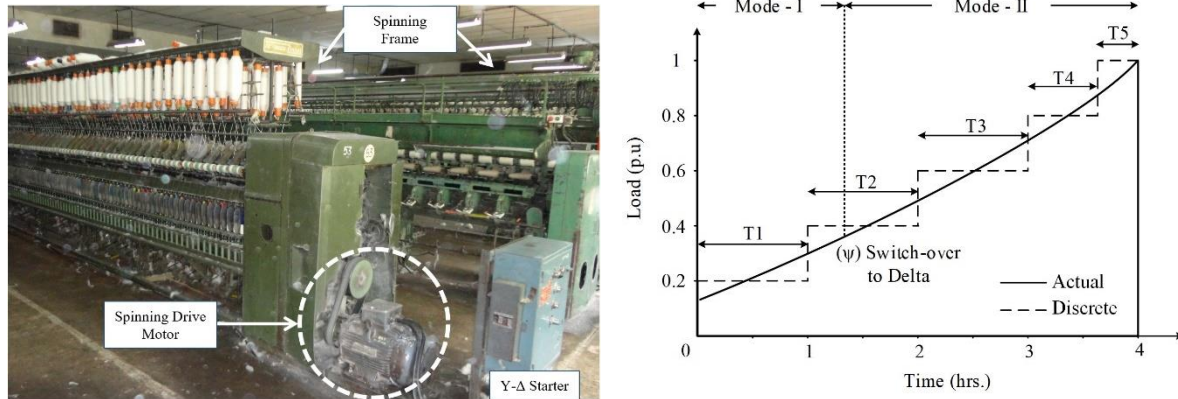 Spinning
Frame
53
Spinning Drive
Motor
Y-Δ Starter
Mode - I
Mode - II
T5
T4
T3
T2
T1
(ψ) Switch-over
to Delta
Actual
Discrete
Load (p.u)
1
0.8
0.6
0.4
0.2
0
1
2
3
4
Time (hrs.)